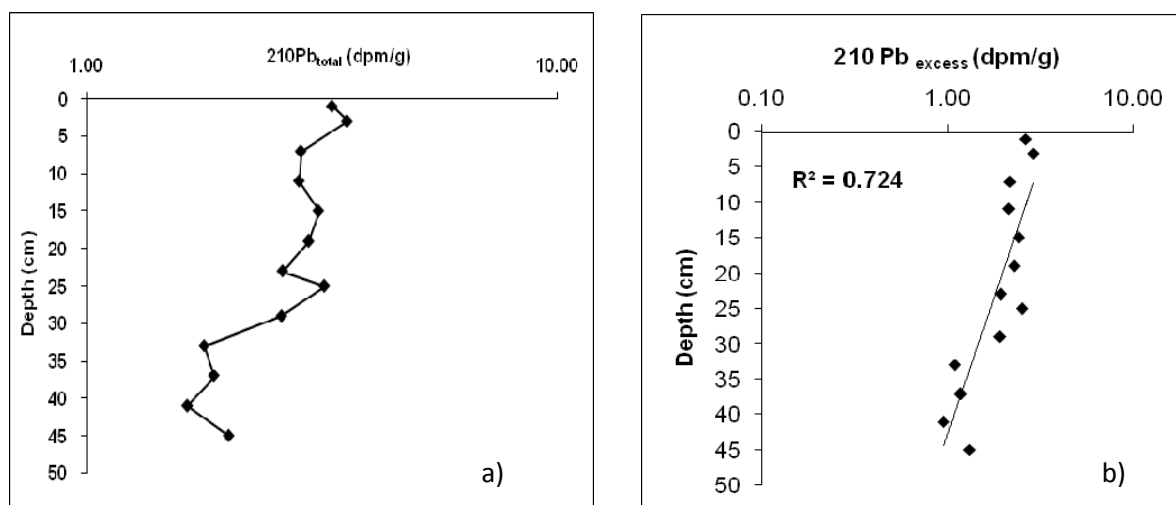 210Pb total (dpm/g)
1.00 10.00
0
5
10
15
20
25
30
35
40
45
50
Depth (cm)
a)
210 Pb excess (dpm/g)
0.10 1.00 10.00
0
5
10
15
20
25
30
35
40
45
50
R² = 0.724
Depth (cm)
b)